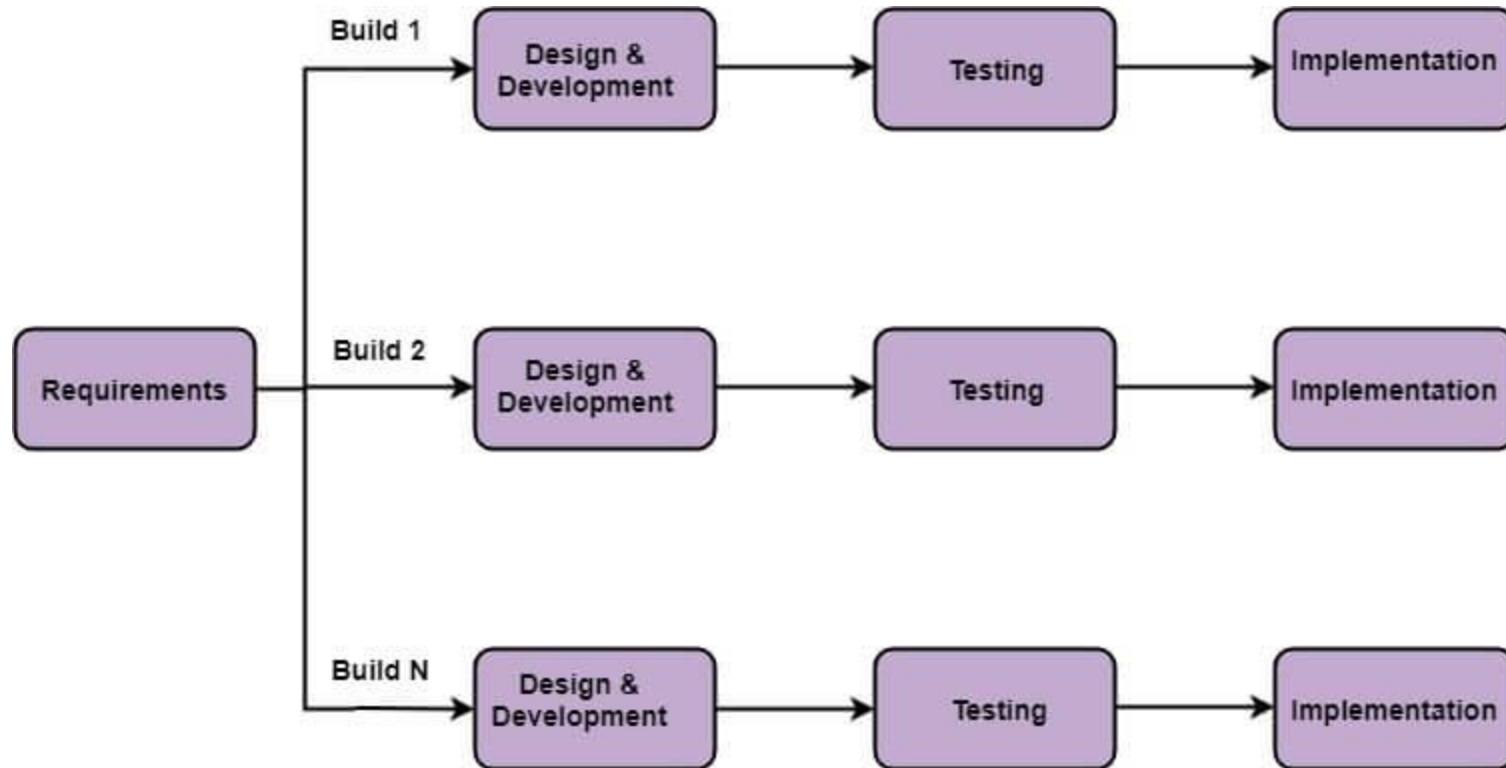 Build 1
Design &
Development
Testing
Implementation
Requirements
Build 2
Design &
Development
Testing
Implementation
Build N
Design &
Development
Testing
Implementation